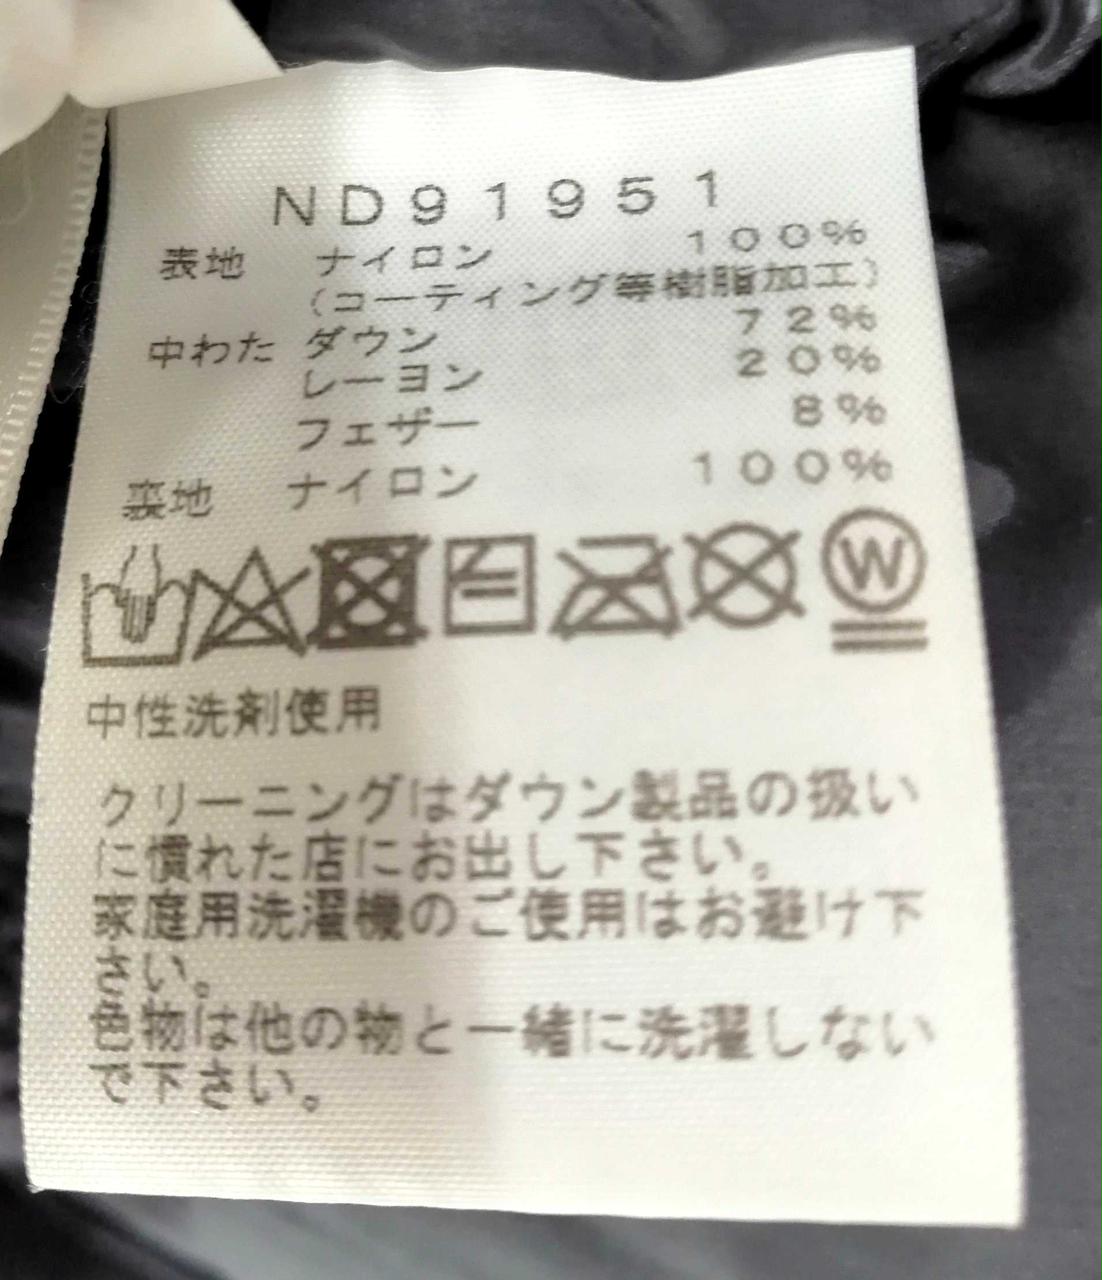 ND91951
表地 ナイロン 100%
(コーティング等樹脂加工)
中わた ダウン 72%
レーヨン 20%
フェザー 8%
裏地 ナイロン 100%
W
中性洗剤使用
クリーニングはダウン製品の扱い
に慣れた店にお出し下さい。
家庭用洗濯機のご使用はお避け下
さい。
色物は他の物と一緒に洗濯しない
で下さい。